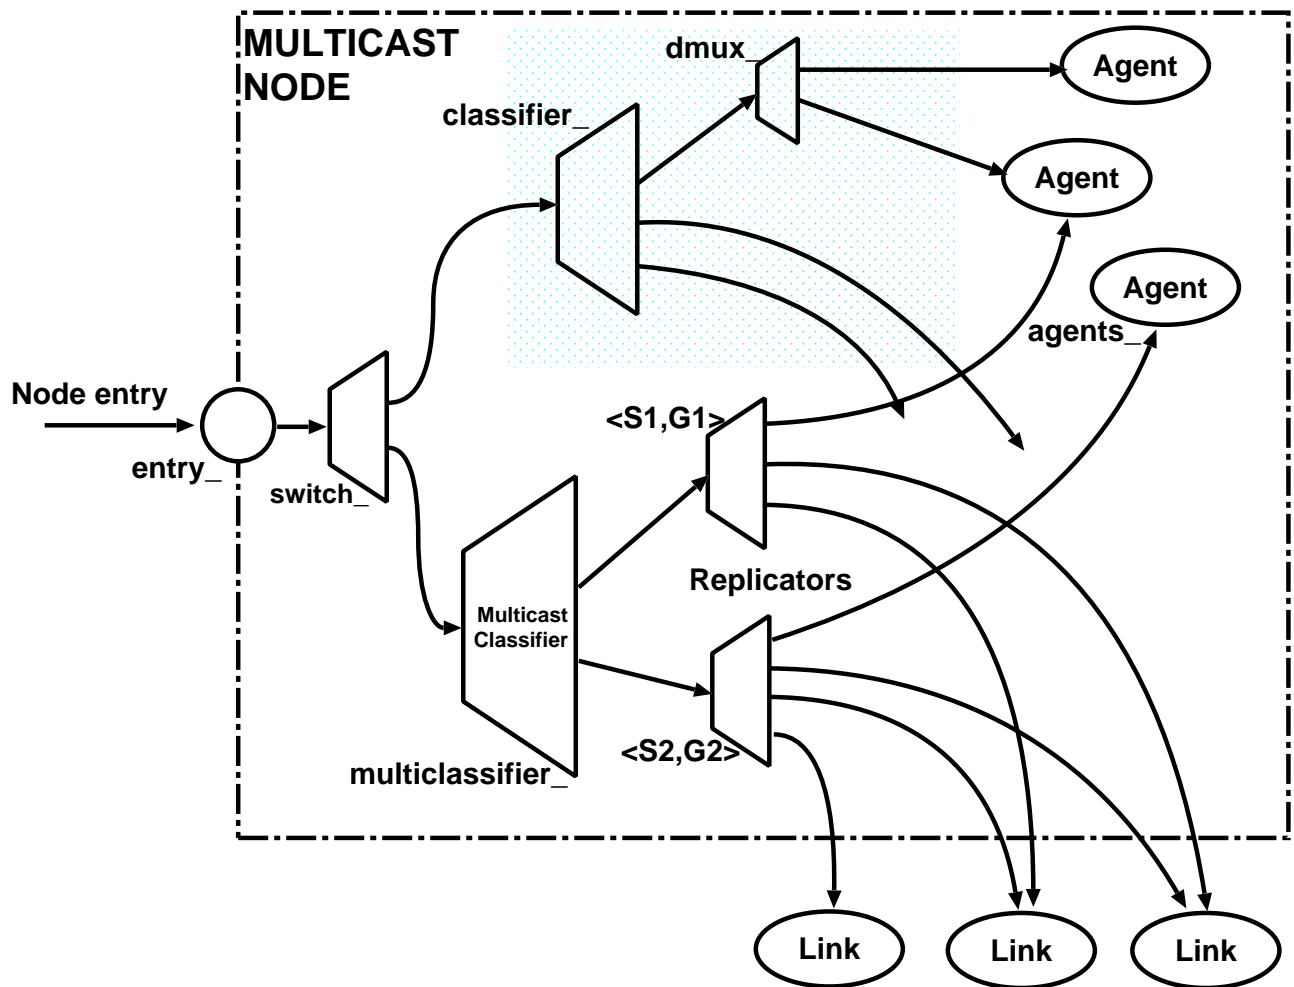 MULTICAST
NODE
dmux_
Agent
classifier_
Agent
Agent
agents_
Node entry
<S1,G1>
entry_
switch_
Replicators
Multicast
Classifier
<S2,G2>
multiclassifier_
Link
Link
Link